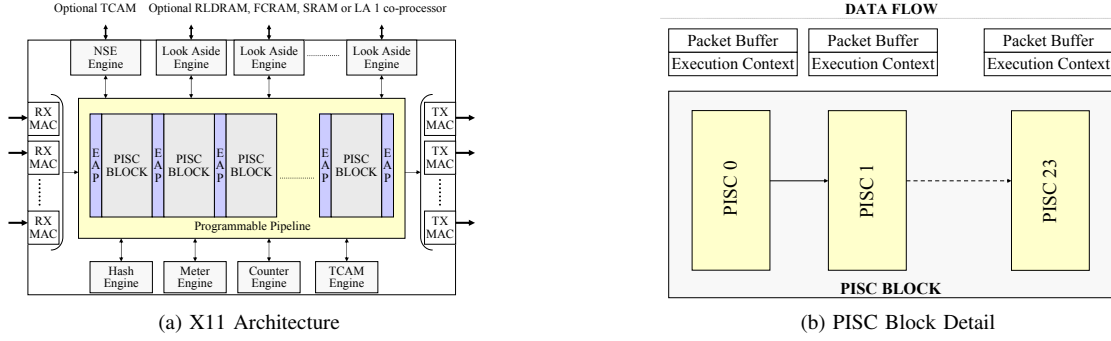 Optional TCAM
Optional RLDRAM, FCRAM, SRAM or LA 1 co-processor
NSE
Engine
Look Aside
Engine
Look Aside
Engine
Look Aside
Engine
RX
MAC
RX
MAC
RX
MAC
E
A
P
PISC
BLOCK
E
A
P
PISC
BLOCK
E
A
P
PISC
BLOCK
E
A
P
PISC
BLOCK
E
A
P
Programmable Pipeline
TX
MAC
TX
MAC
TX
MAC
Hash
Engine
Meter
Engine
Counter
Engine
TCAM
Engine
(a) X11 Architecture
DATA FLOW
Packet Buffer
Execution Context
Packet Buffer
Execution Context
Packet Buffer
Execution Context
PISC 0
PISC 1
PISC 23
PISC BLOCK
(b) PISC Block Detail